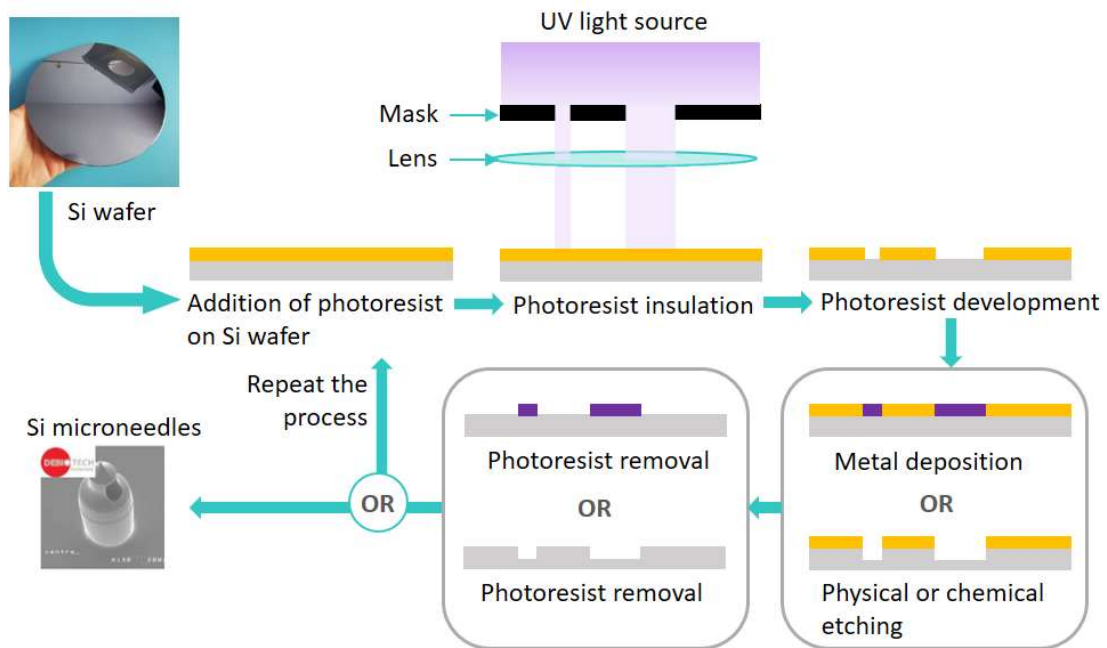 UV light source
Mask
Lens
Si wafer
Addition of photoresist
on Si wafer
Photoresist insulation
Photoresist development
Repeat the
process
Si microneedles
DEBIOTECH
centre_
OR
Photoresist removal
OR
Photoresist removal
Metal deposition
OR
Physical or chemical
etching